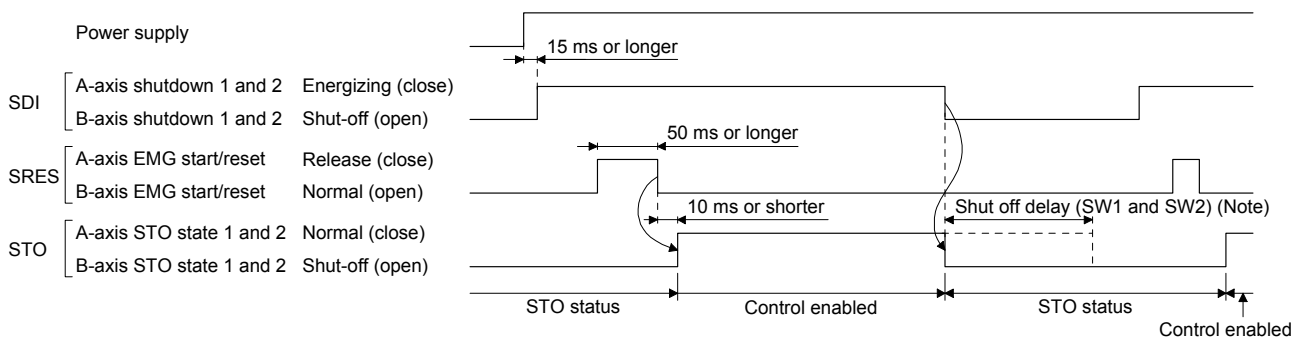 Power supply
15 ms or longer
SDI
A-axis shutdown 1 and 2 Energizing (close)
B-axis shutdown 1 and 2 Shut-off (open)
50 ms or longer
SRES
A-axis EMG start/reset Release (close)
B-axis EMG start/reset Normal (open)
10 ms or shorter
Shut off delay (SW1 and SW2) (Note)
STO
A-axis STO state 1 and 2 Normal (close)
B-axis STO state 1 and 2 Shut-off (open)
STO status
Control enabled
STO status
Control enabled